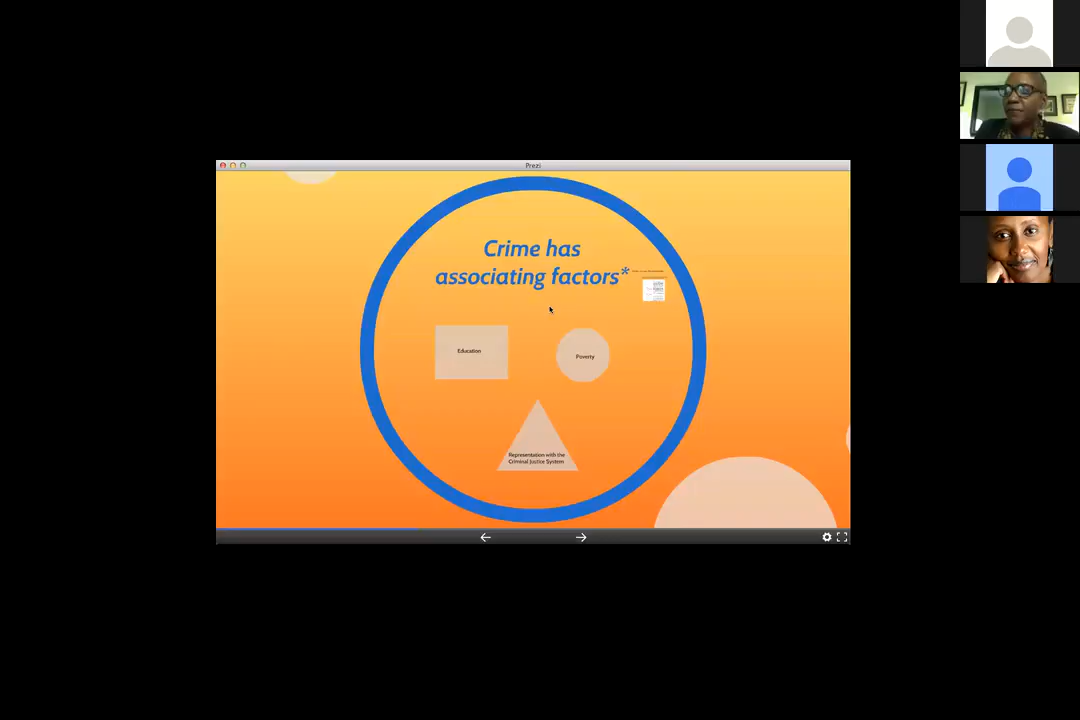 Prezi
Crime has
associating factors*
Education
Poverty
Representation with the
Criminal Justice System